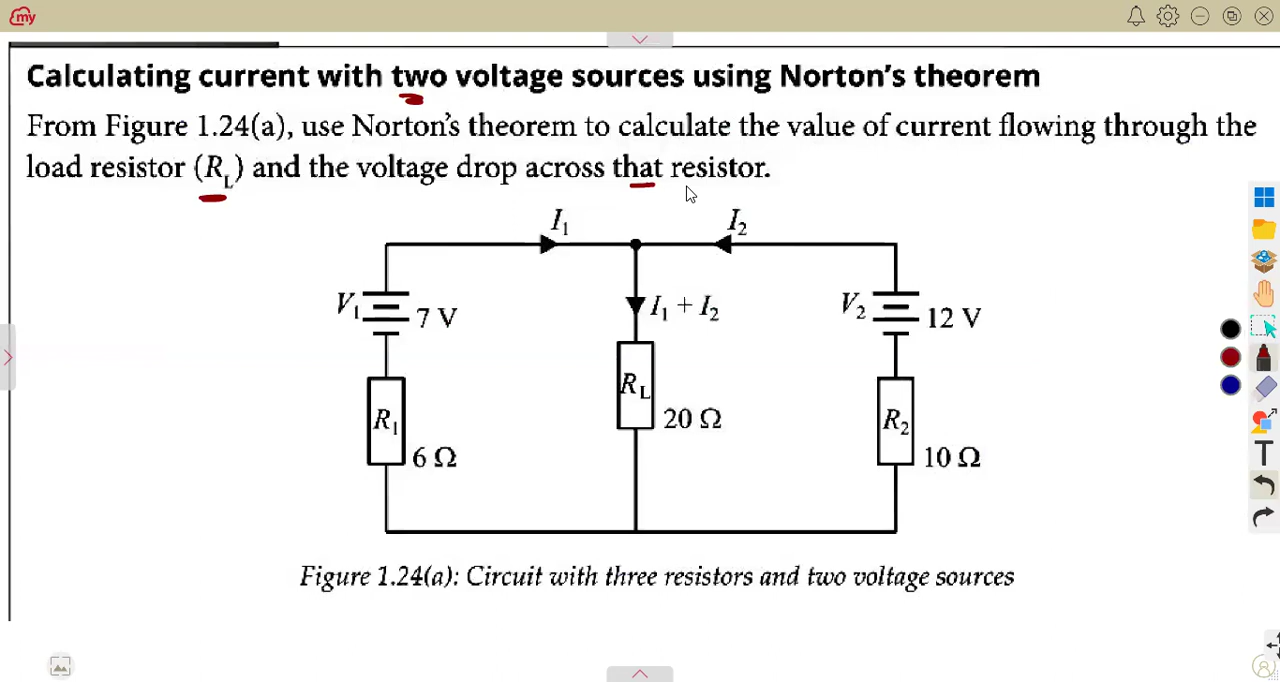 my
Calculating current with two voltage sources using Norton's theorem
From Figure 1.24(a), use Norton's theorem to calculate the value of current flowing through the
load resistor (R_L) and the voltage drop across that resistor.
I₁ I₂
V₁ 7 V I₁ + I₂ V₂ 12 V
R_L 20 Ω
R₁ 6 Ω R₂ 10 Ω
Figure 1.24(a): Circuit with three resistors and two voltage sources
T